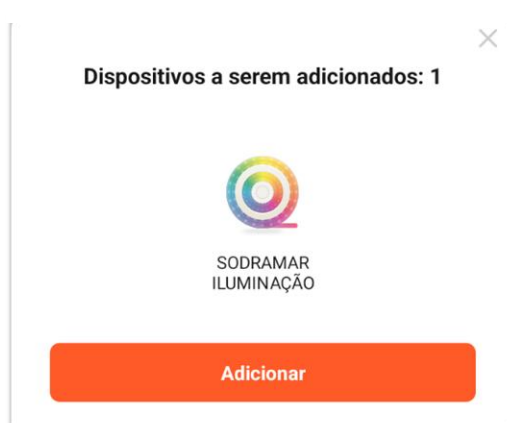 Dispositivos a serem adicionados: 1
SODRAMAR
ILUMINAÇÃO
Adicionar